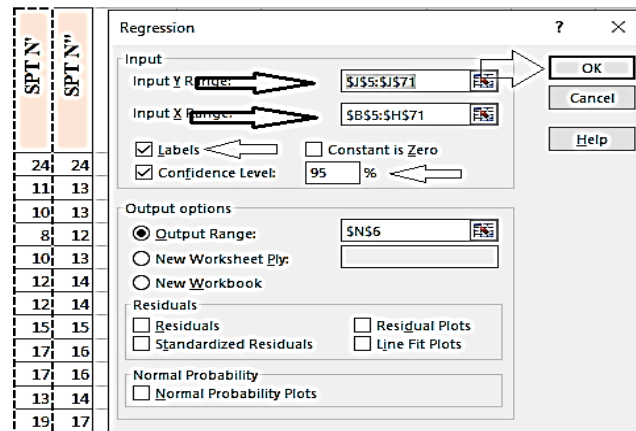 SPT N'
SPT N"
24 24
11 13
10 13
8 12
10 13
12 14
12 14
15 15
17 16
17 16
13 14
19 17
Regression ? ×
Input
Input Y Range: $J$5:$J$71
Input X Range: $B$5:$H$71
Labels Constant is Zero
Confidence Level: 95 %
Output options
Output Range: $N$6
New Worksheet Ply:
New Workbook
Residuals
Residuals Residual Plots
Standardized Residuals Line Fit Plots
Normal Probability
Normal Probability Plots
OK
Cancel
Help